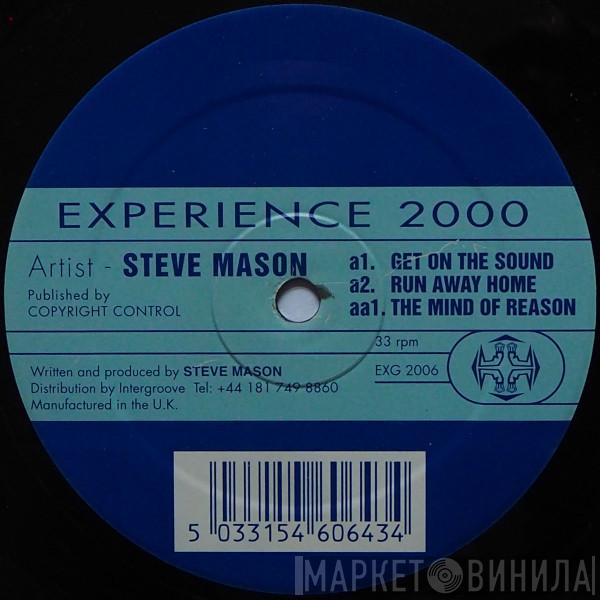 EXPERIENCE 2000
Artist - STEVE MASON
Published by
COPYRIGHT CONTROL
a1. GET ON THE SOUND
a2. RUN AWAY HOME
aa1. THE MIND OF REASON
33 rpm
EXG 2006
Written and produced by STEVE MASON
Distribution by Intergroove Tel: +44 181 749 8860
Manufactured in the U.K.
5 033154 606434
МАРКЕТ ВИНИЛА